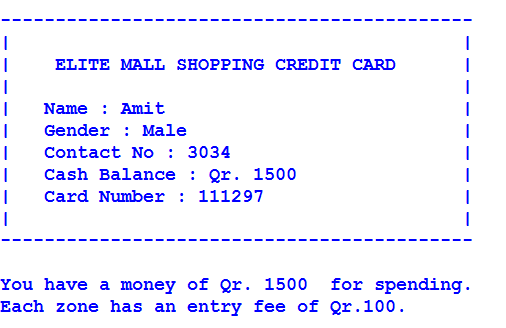 ELITE MALL SHOPPING CREDIT CARD
Name : Amit
Gender : Male
Contact No : 3034
Cash Balance : Qr. 1500
Card Number : 111297
You have a money of Qr. 1500  for spending.
Each zone has an entry fee of Qr.100.